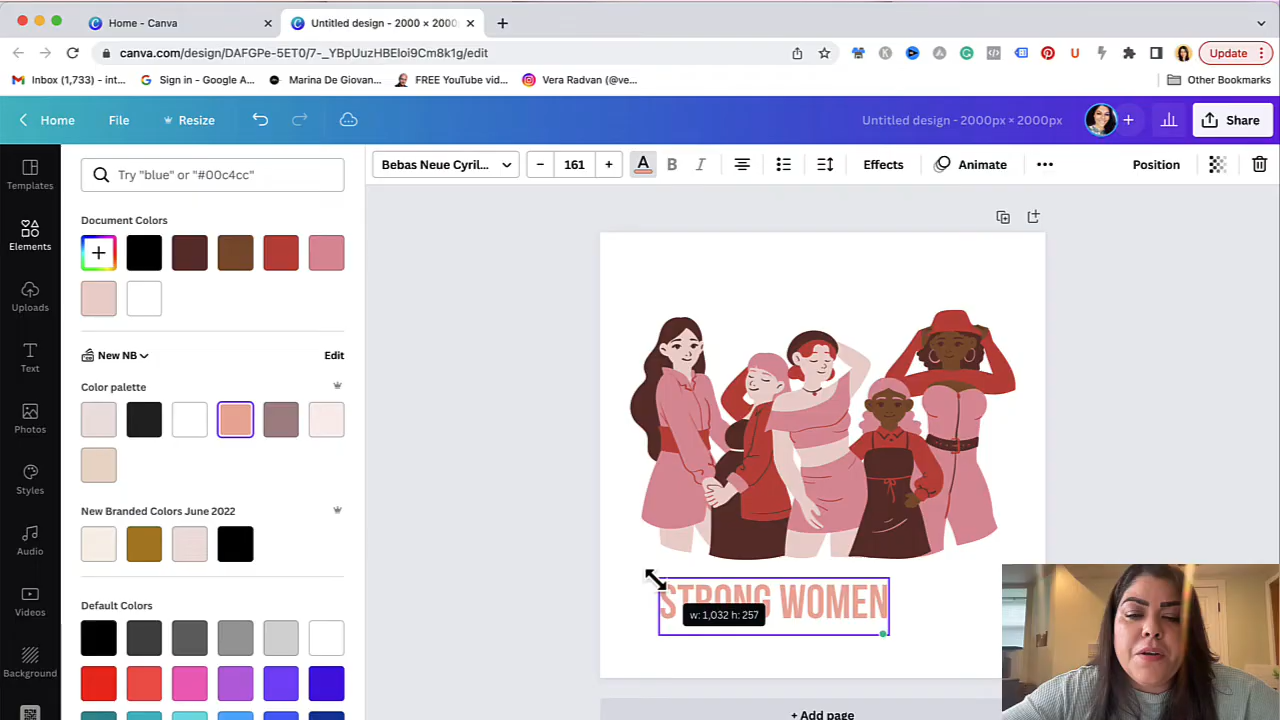 Home - Canva
Untitled design - 2000 × 2000
canva.com/design/DAFGPe-5ET0/7-_YBpUuzHBEIoi9Cm8k1g/edit
Update
Inbox (1,733) - int...
Sign in - Google A...
Marina De Giovan...
FREE YouTube vid...
Vera Radvan (@ve...
Other Bookmarks
Home
File
Resize
Untitled design - 2000px × 2000px
Share
Templates
Elements
Uploads
Text
Photos
Styles
Audio
Videos
Background
Try "blue" or "#00c4cc"
Document Colors
New NB
Edit
Color palette
New Branded Colors June 2022
Default Colors
Bebas Neue Cyril...
– 161 +
A
B
I
Effects
Animate
Position
STRONG WOMEN
w: 1,032 h: 257
+ Add page